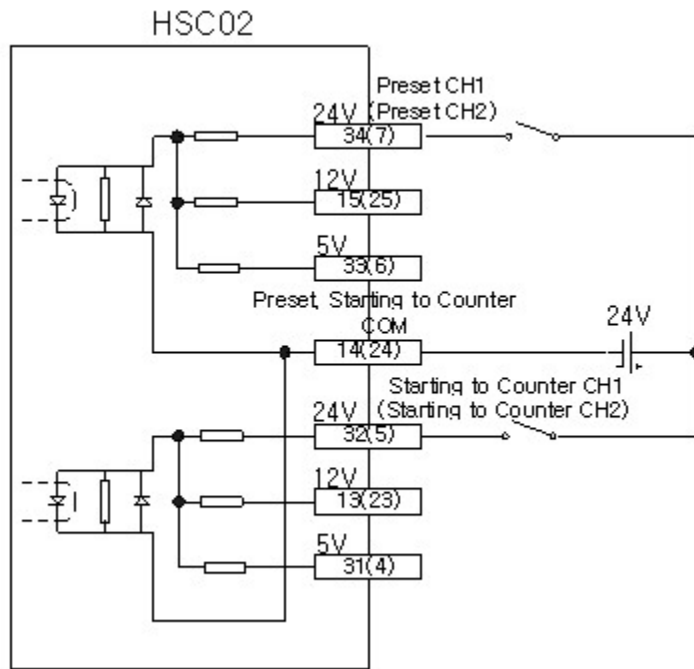 HSC02
Preset CH1
24V (Preset CH2)
34(7)
12V
15(25)
5V
33(6)
Preset, Starting to Counter
COM
14(24)
24V
Starting to Counter CH1
24V (Starting to Counter CH2)
32(5)
12V
13(23)
5V
31(4)